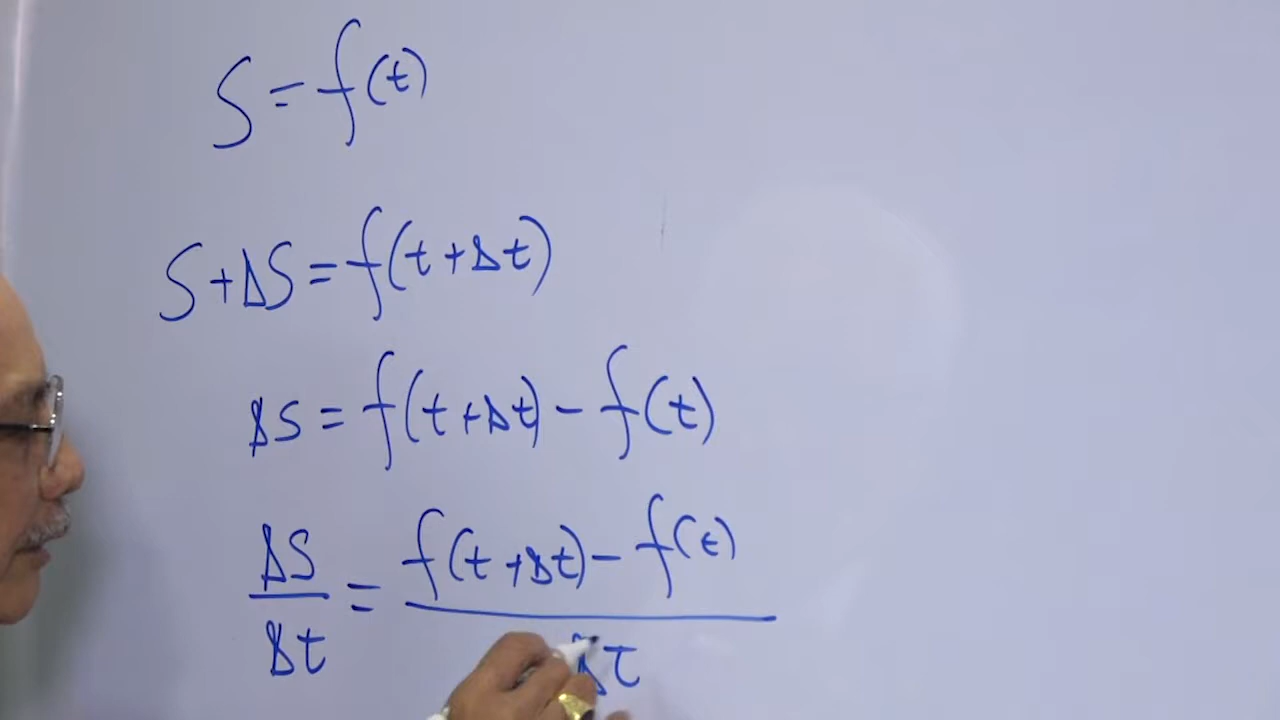 S = f(t)
S + ΔS = f(t + Δt)
ΔS = f(t + Δt) - f(t)
ΔS/Δt = f(t + Δt) - f(t)/Δt